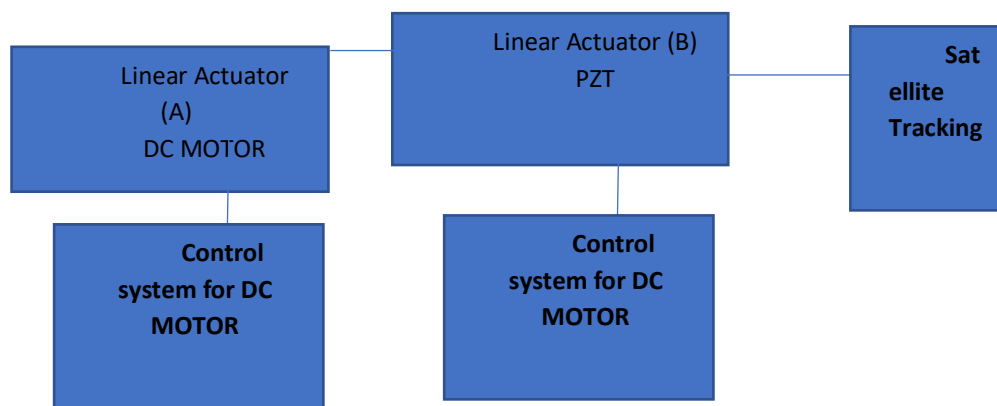 Linear Actuator
(A)
DC MOTOR
Linear Actuator (B)
PZT
Sat
ellite
Tracking
Control
system for DC
MOTOR
Control
system for DC
MOTOR